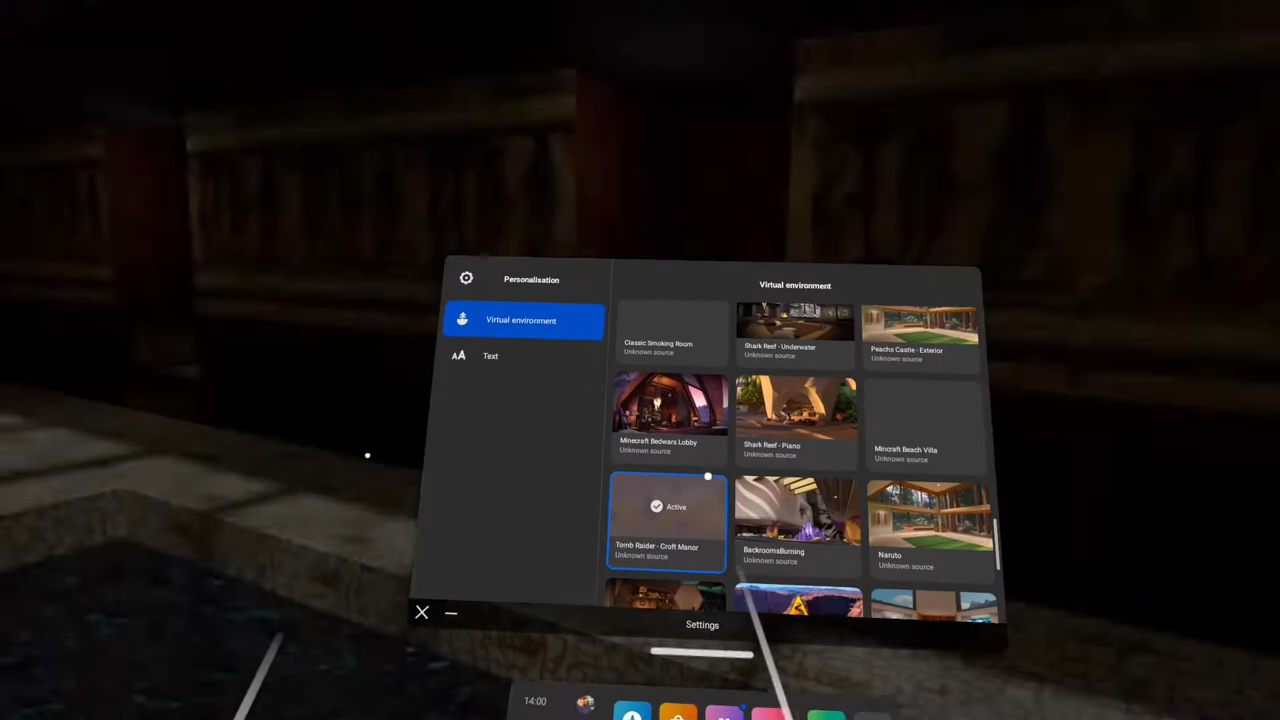 Personalisation
Virtual environment
Text
Virtual environment
Classic Smoking Room
Unknown source
Shark Reef - Underwater
Unknown source
Peachs Castle - Exterior
Unknown source
Minecraft Bedwars Lobby
Unknown source
Shark Reef - Piano
Unknown source
Mincraft Beach Villa
Unknown source
Active
Tomb Raider - Croft Manor
Unknown source
BackroomsBurning
Unknown source
Naruto
Unknown source
Settings
14:00